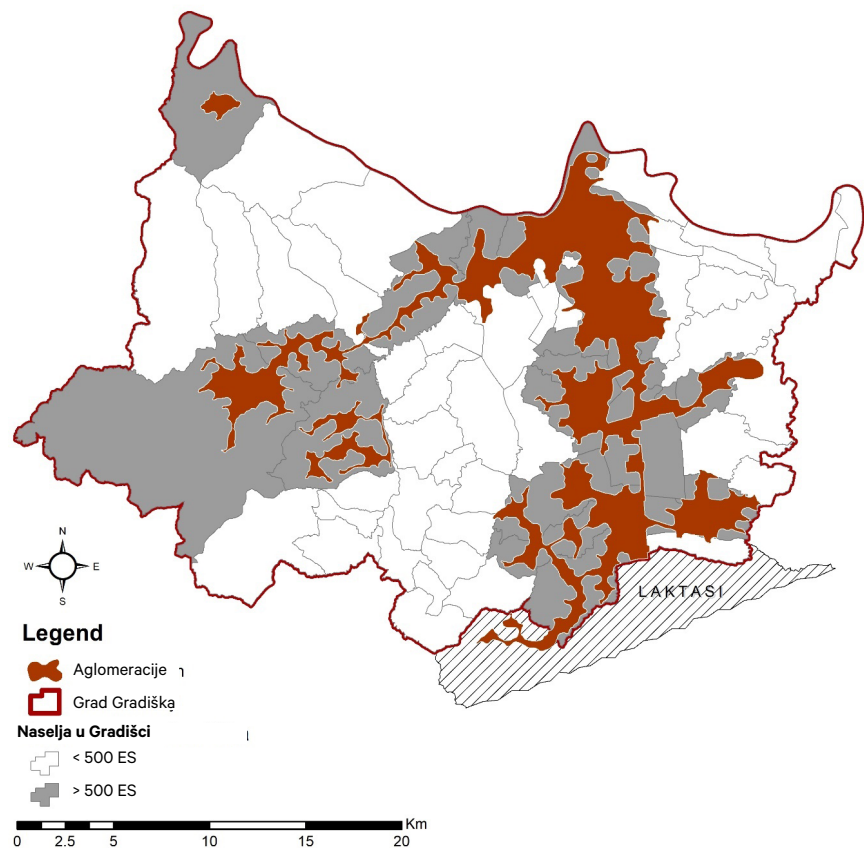 LAKTASI
N
W E
S
Legend
Aglomeracije
Grad Gradiška
Naselja u Gradišci
< 500 ES
> 500 ES
Km
0 2.5 5 10 15 20